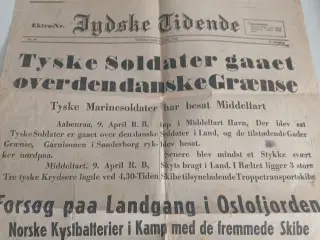 Ekstra-Nr.
Jydske Tidende
Tyske Soldater gaaet
over den danske Grænse
Tyske Marinesoldater har besat Middelfart
Aabenraa, 9. April R. B.
Tyske Soldater er gaaet over den danske
Grænse, Garnisonen i Sønderborg ryk-
ker nordpaa.
Middelfart, 9. April R. B.
Tre tyske Krydsere lagde ved 4,30-Tiden
i Middelfart Havn, Der blev sat
Soldater i Land, og de tilstødende Gader
Senere blev mindst et Stykke svært
Skyts bragt i Land. I Bæltet ligger 3 store
Skibe tilsyneladende Troppetransportskibe
Forsøg paa Landgang i Oslofjorden
Norske Kystbatterier i Kamp med de fremmede Skibe